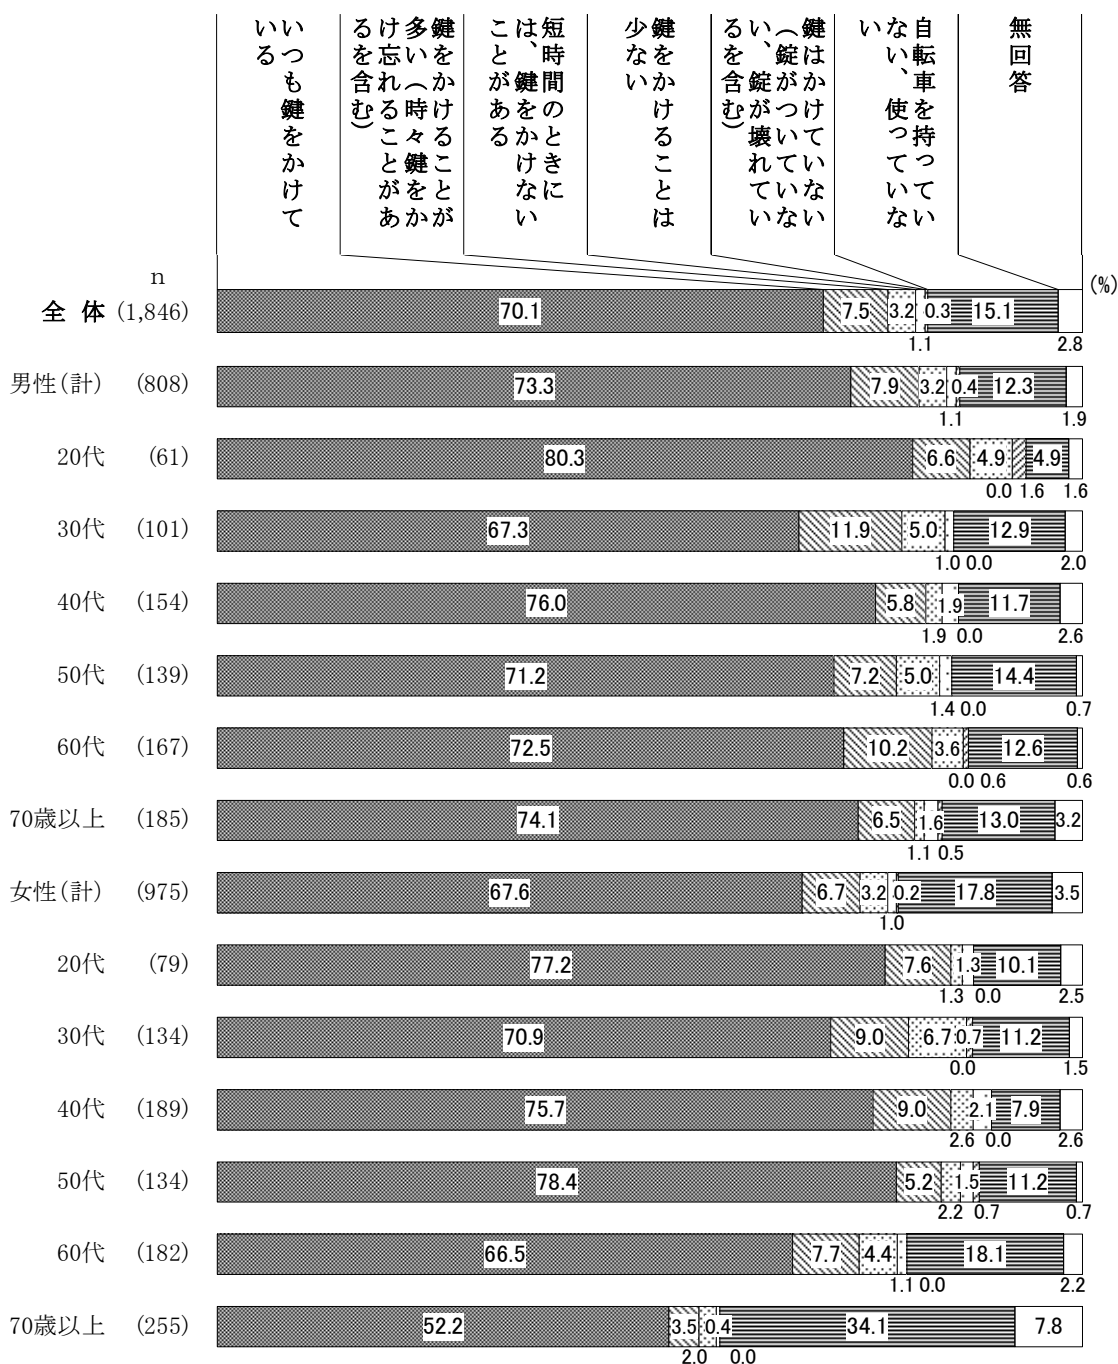 いつも鍵をかけて
いる
鍵をかけることが
多い（時々鍵をか
け忘れることがあ
るを含む）
短時間のときに
は、鍵をかけない
ことがある
鍵をかけることは
少ない
鍵はかけていない
（錠がついていな
い、錠が壊れてい
るを含む）
自転車を持ってい
ない、使っていな
い
無回答
n
(%)
全 体 (1,846) 70.1 7.5 3.2 0.3 15.1
1.1 2.8
男性(計) (808) 73.3 7.9 3.2 0.4 12.3
1.1 1.9
20代 (61) 80.3 6.6 4.9 4.9
0.0 1.6 1.6
30代 (101) 67.3 11.9 5.0 12.9
1.0 0.0 2.0
40代 (154) 76.0 5.8 1.9 11.7
1.9 0.0 2.6
50代 (139) 71.2 7.2 5.0 14.4
1.4 0.0 0.7
60代 (167) 72.5 10.2 3.6 12.6
0.0 0.6 0.6
70歳以上 (185) 74.1 6.5 1.6 13.0 3.2
1.1 0.5
女性(計) (975) 67.6 6.7 3.2 0.2 17.8 3.5
1.0
20代 (79) 77.2 7.6 1.3 10.1
1.3 0.0 2.5
30代 (134) 70.9 9.0 6.7 0.7 11.2
0.0 1.5
40代 (189) 75.7 9.0 2.1 7.9
2.6 0.0 2.6
50代 (134) 78.4 5.2 1.5 11.2
2.2 0.7 0.7
60代 (182) 66.5 7.7 4.4 18.1
1.1 0.0 2.2
70歳以上 (255) 52.2 3.5 0.4 34.1 7.8
2.0 0.0